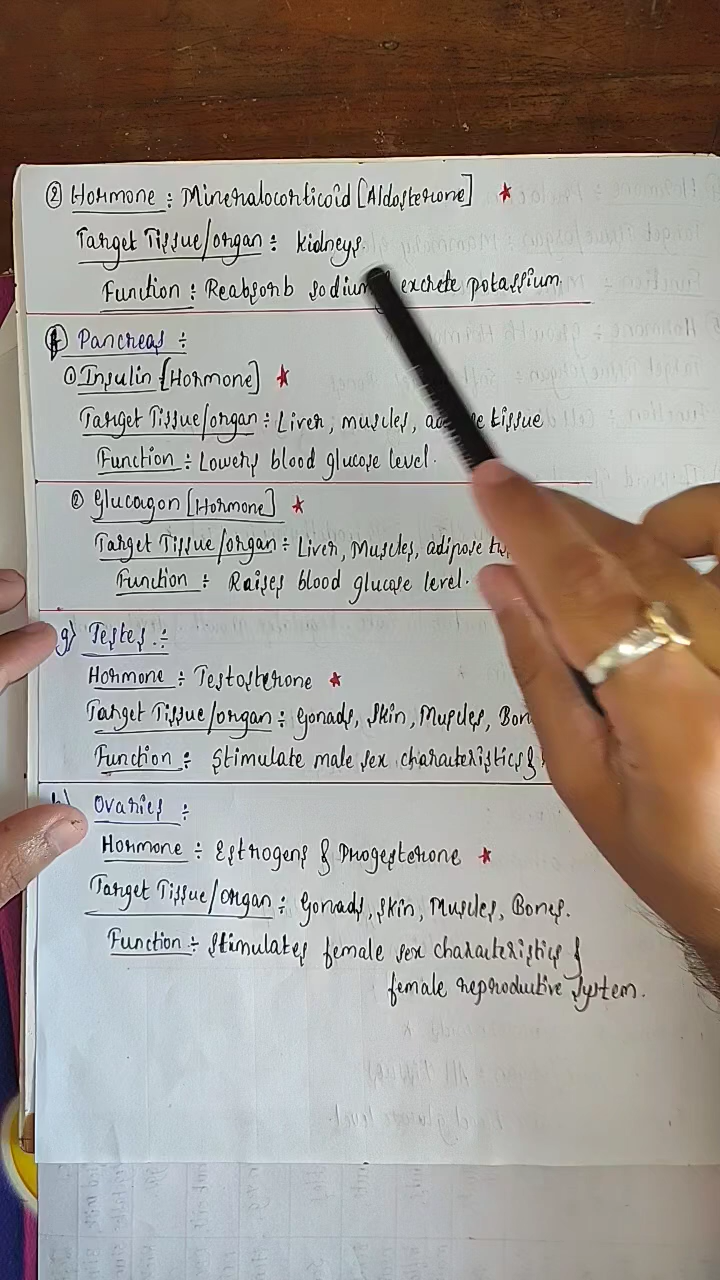 ② Hormone : Mineralocorticoid [Aldosterone] ★
Target Tissue/organ : Kidneys.
Function : Reabsorb sodium & excrete potassium.
f) Pancreas :
① Insulin [Hormone] ★
Target Tissue/organ : Liver, muscles, tissue
Function : Lowers blood glucose level.
② Glucagon [Hormone] ★
Target Tissue/organ : Liver, Muscles, adipose
Function : Raises blood glucose level.
g) Testes :
Hormone : Testosterone ★
Target Tissue/organ : Gonads, Skin, Muscles, Bon
Function : Stimulate male sex characteristics &
Ovaries :
Hormone : Estrogens & Progesterone ★
Target Tissue/organ : Gonads, Skin, Muscles, Bones.
Function : Stimulates female sex characteristics &
female reproductive system.